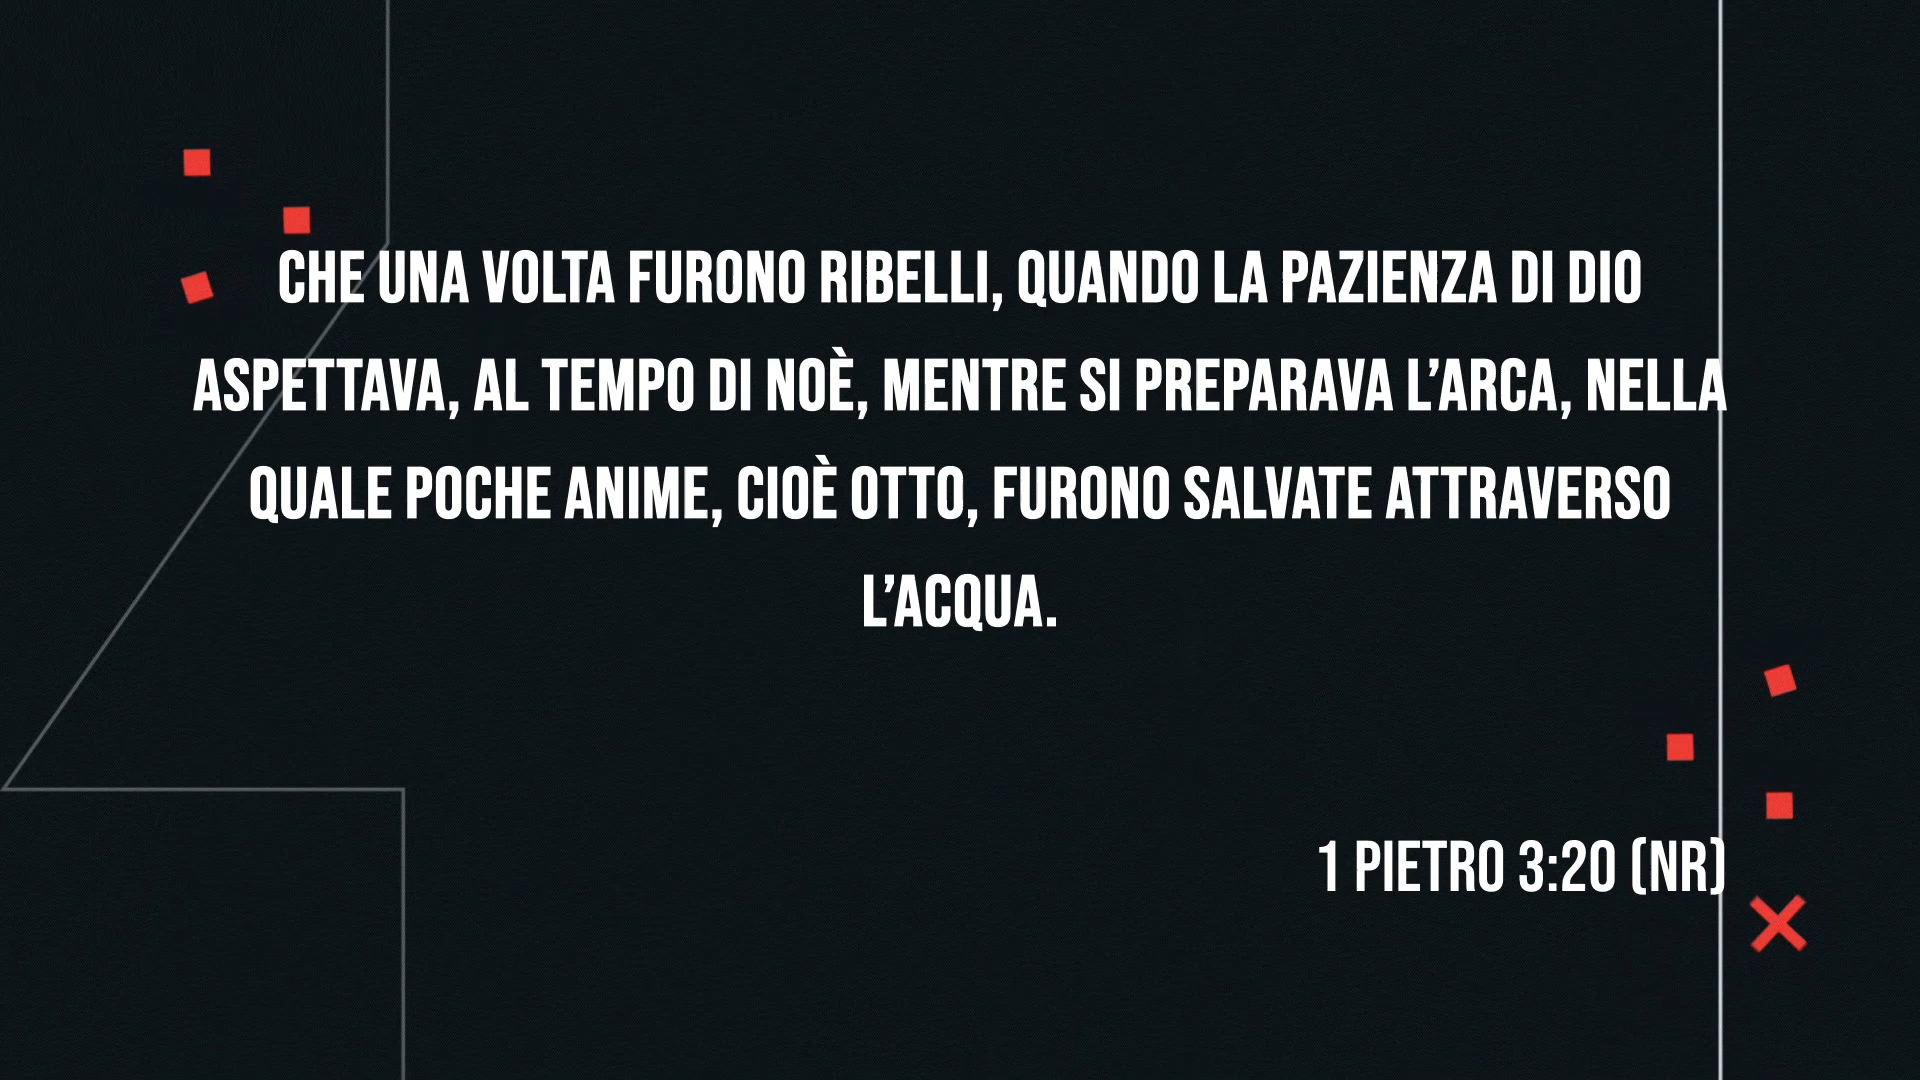 CHE UNA VOLTA FURONO RIBELLI, QUANDO LA PAZIENZA DI DIO
ASPETTAVA, AL TEMPO DI NOÈ, MENTRE SI PREPARAVA L’ARCA, NELLA
QUALE POCHE ANIME, CIOÈ OTTO, FURONO SALVATE ATTRAVERSO
L’ACQUA.
1 PIETRO 3:20 (NR)